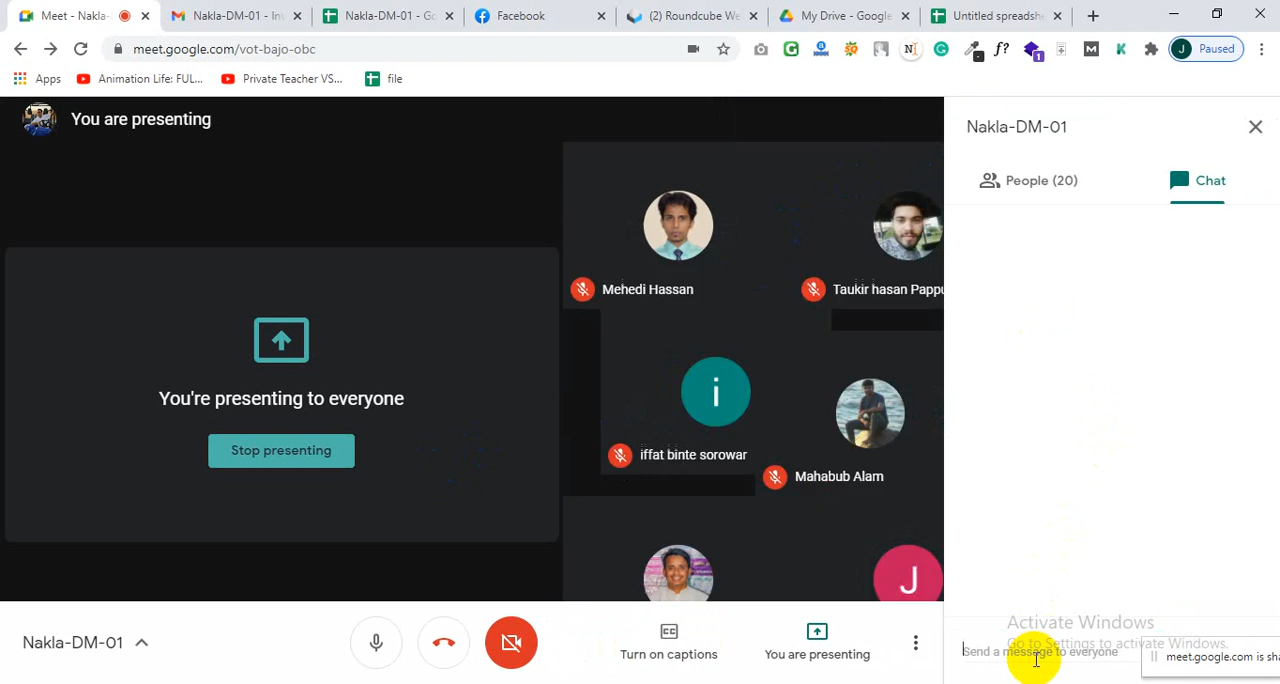 Meet - Nakla-
Nakla-DM-01 - Inv
Nakla-DM-01 - Go
Facebook
(2) Roundcube We
My Drive - Google
Untitled spreadshe
meet.google.com/vot-bajo-obc
J Paused
Apps
Animation Life: FUL...
Private Teacher VS...
file
You are presenting
Nakla-DM-01
People (20)
Chat
Mehedi Hassan
Taukir hasan Pappu
You're presenting to everyone
Stop presenting
i
iffat binte sorowar
Mahabub Alam
J
Nakla-DM-01
Turn on captions
You are presenting
Activate Windows
Go to Settings to activate Windows.
Send a message to everyone
meet.google.com is sha